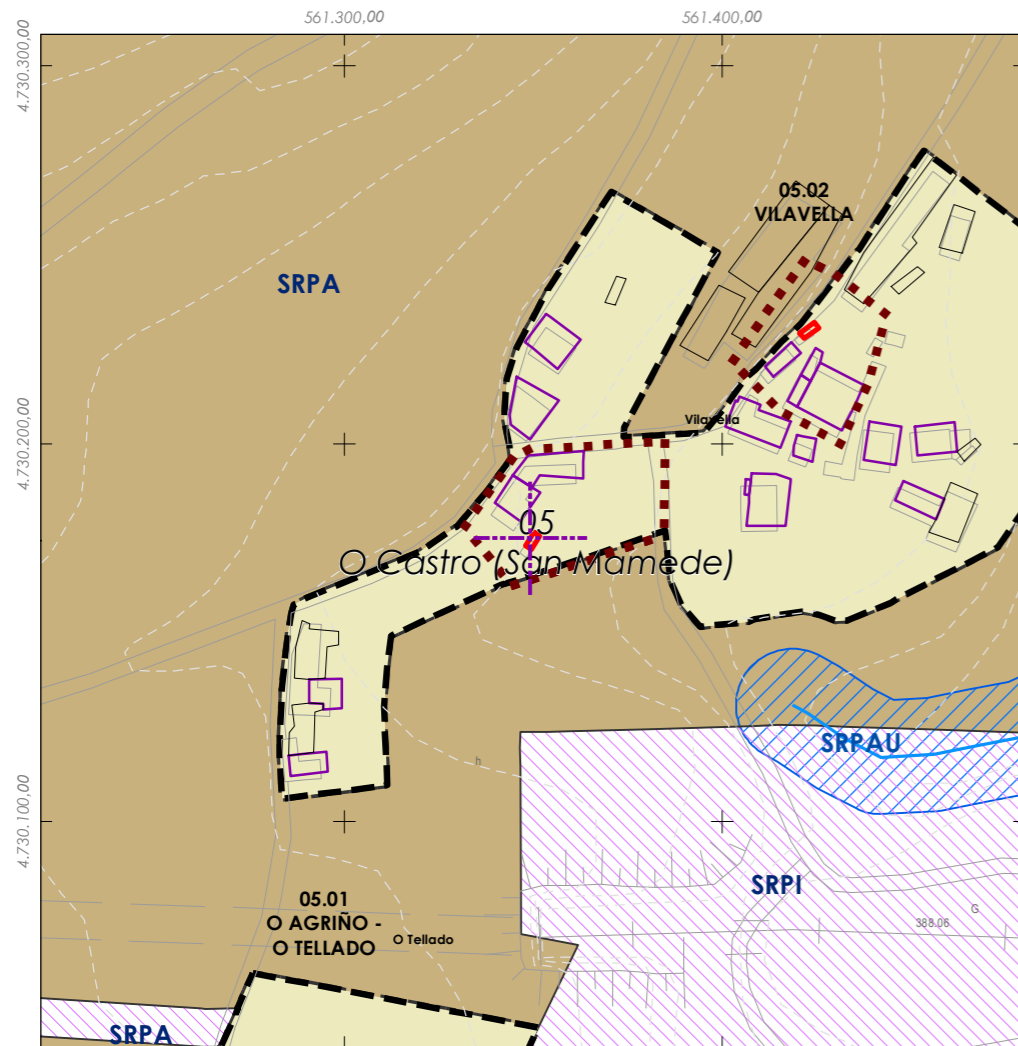 561.300,00
561.400,00
4.730.300,00
05.02
VILAVELLA
SRPA
4.730.200,00
Vilavella
05
O Castro (San Mamede)
SRPAU
h
4.730.100,00
SRPI
05.01
O AGRIÑO -
O TELLADO
O Tellado
G
388.06
SRPA